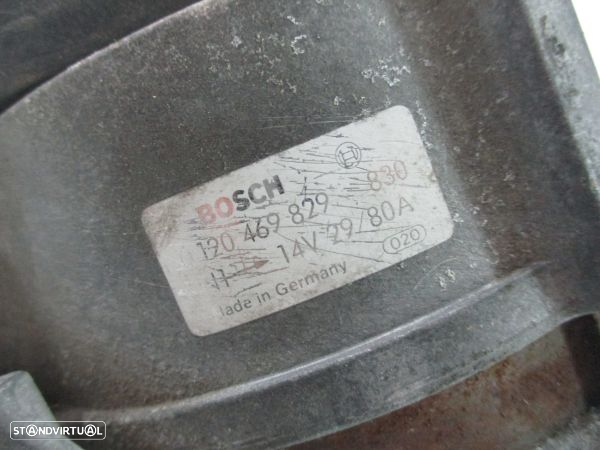 BOSCH
190 469 829 830
14V 29/80A
020
made in Germany
STANDVIRTUAL